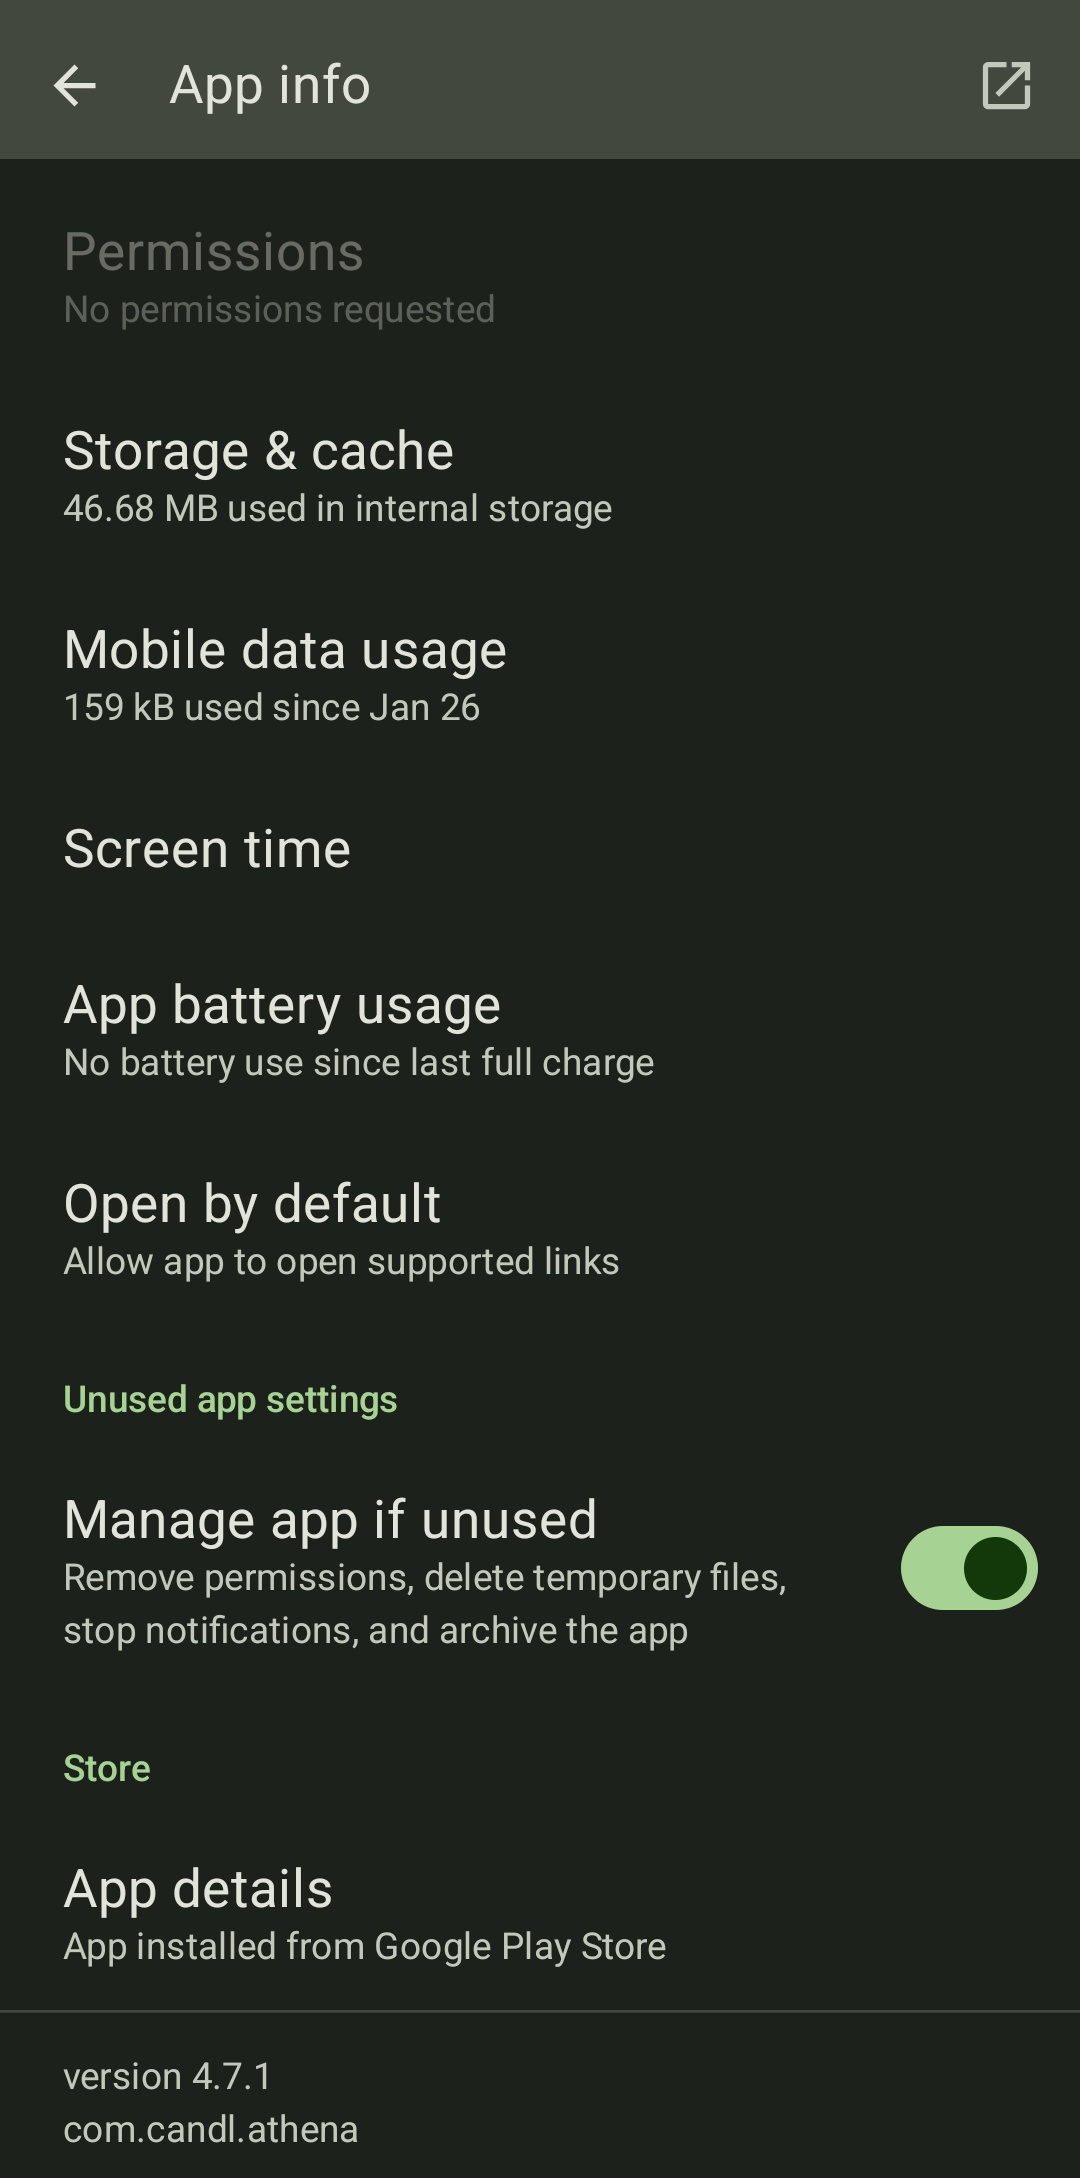 App info
Permissions
No permissions requested
Storage & cache
46.68 MB used in internal storage
Mobile data usage
159 kB used since Jan 26
Screen time
App battery usage
No battery use since last full charge
Open by default
Allow app to open supported links
Unused app settings
Manage app if unused
Remove permissions, delete temporary files,
stop notifications, and archive the app
Store
App details
App installed from Google Play Store
version 4.7.1
com.candl.athena